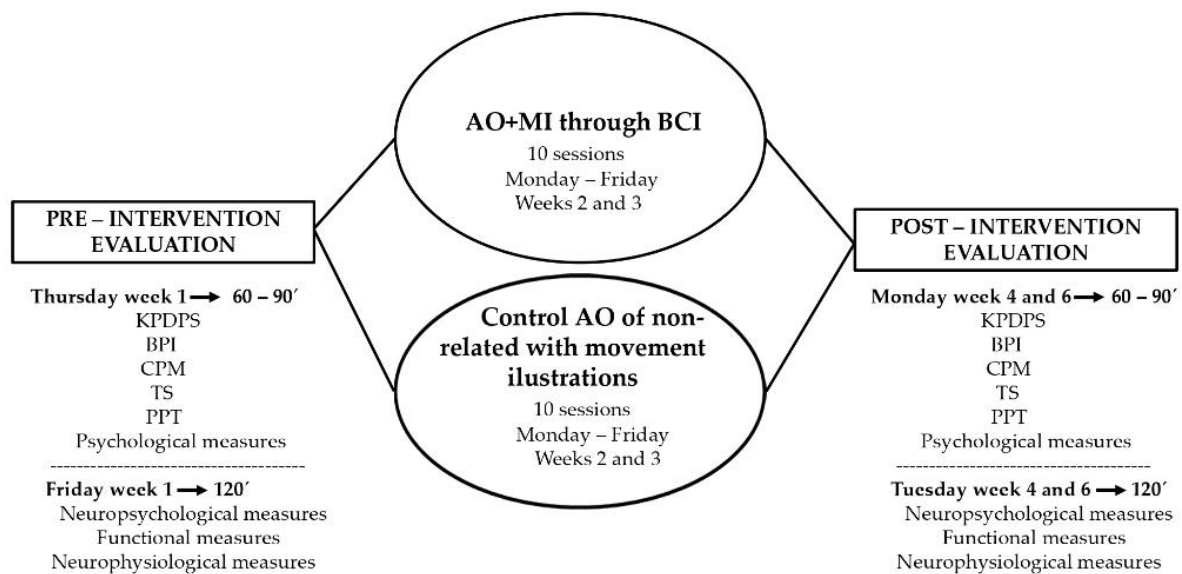 PRE – INTERVENTION
EVALUATION
Thursday week 1 → 60 – 90′
KPDPS
BPI
CPM
TS
PPT
Psychological measures
Friday week 1 → 120′
Neuropsychological measures
Functional measures
Neurophysiological measures
AO+MI through BCI
10 sessions
Monday – Friday
Weeks 2 and 3
Control AO of non-
related with movement
ilustrations
10 sessions
Monday – Friday
Weeks 2 and 3
POST – INTERVENTION
EVALUATION
Monday week 4 and 6 → 60 – 90′
KPDPS
BPI
CPM
TS
PPT
Psychological measures
Tuesday week 4 and 6 → 120′
Neuropsychological measures
Functional measures
Neurophysiological measures